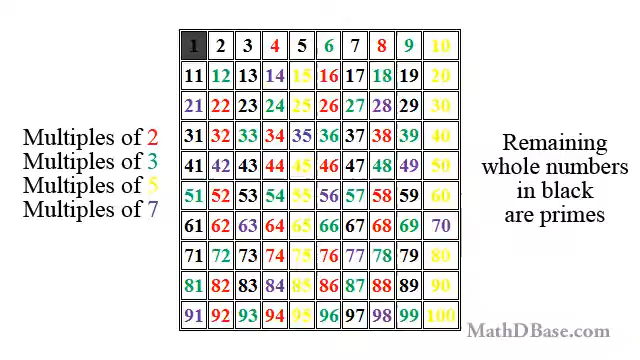 1 2 3 4 5 6 7 8 9 10
11 12 13 14 15 16 17 18 19 20
21 22 23 24 25 26 27 28 29 30
31 32 33 34 35 36 37 38 39 40
41 42 43 44 45 46 47 48 49 50
51 52 53 54 55 56 57 58 59 60
61 62 63 64 65 66 67 68 69 70
71 72 73 74 75 76 77 78 79 80
81 82 83 84 85 86 87 88 89 90
91 92 93 94 95 96 97 98 99 100
Multiples of 2
Multiples of 3
Multiples of 5
Multiples of 7
Remaining
whole numbers
in black
are primes
MathDBase.com